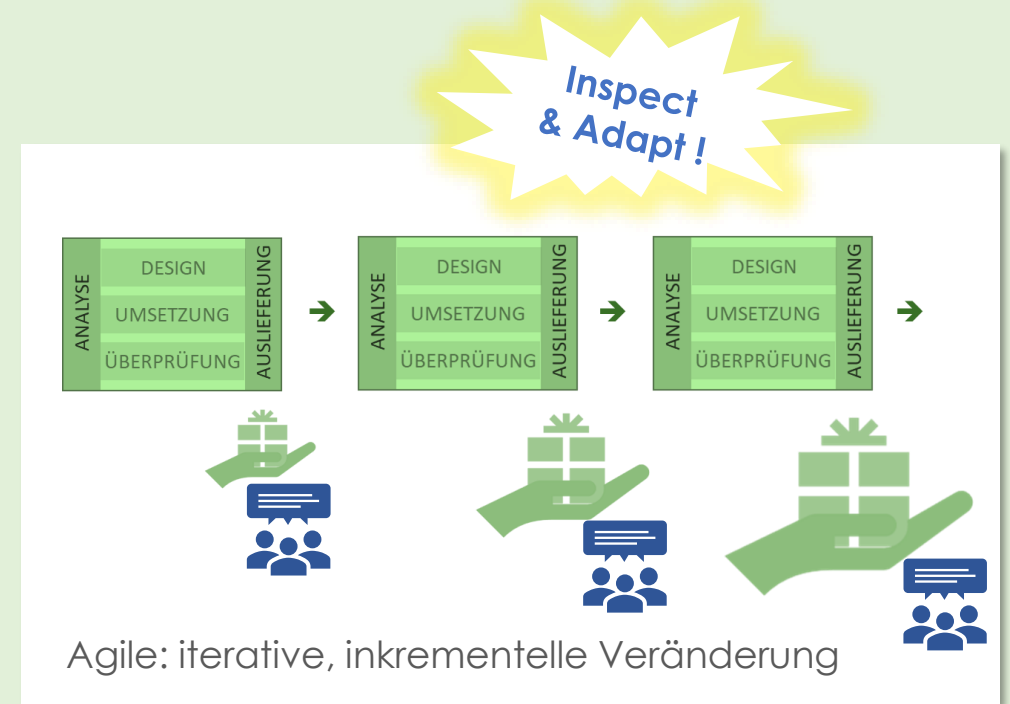 Inspect
& Adapt !
ANALYSE
DESIGN
UMSETZUNG
ÜBERPRÜFUNG
AUSLIEFERUNG
ANALYSE
DESIGN
UMSETZUNG
ÜBERPRÜFUNG
AUSLIEFERUNG
ANALYSE
DESIGN
UMSETZUNG
ÜBERPRÜFUNG
AUSLIEFERUNG
Agile: iterative, inkrementelle Veränderung